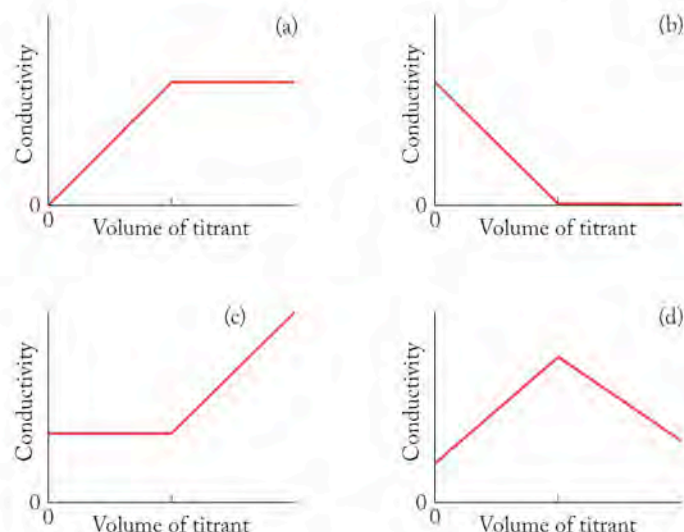 (a)
Conductivity
0
0
Volume of titrant
(b)
Conductivity
0
0
Volume of titrant
(c)
Conductivity
0
0
Volume of titrant
(d)
Conductivity
0
0
Volume of titrant